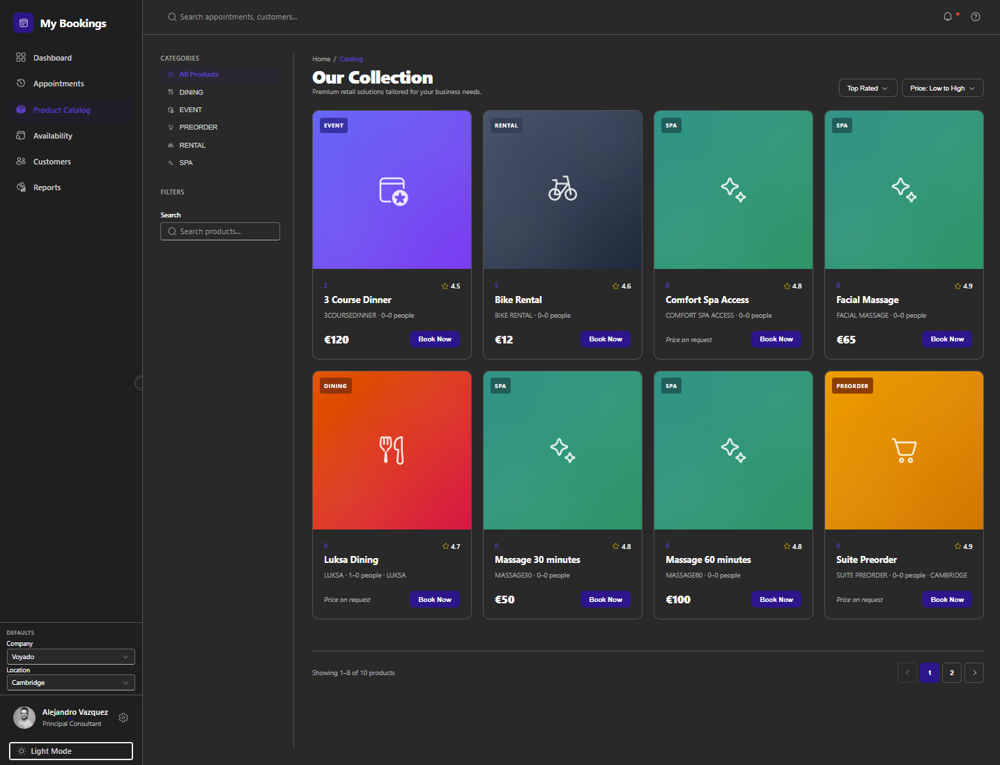 My Bookings
Dashboard
Appointments
Product Catalog
Availability
Customers
Reports
DEFAULTS
Company
Voyado
Location
Cambridge
Alejandro Vazquez
Principal Consultant
Light Mode
Search appointments, customers...
CATEGORIES
All Products
DINING
EVENT
PREORDER
RENTAL
SPA
FILTERS
Search
Search products...
Home / Catalog
Our Collection
Premium retail solutions tailored for your business needs.
Top Rated
Price: Low to High
EVENT
2 4.5
3 Course Dinner
3COURSEDINNER · 0–0 people
€120 Book Now
RENTAL
5 4.6
Bike Rental
BIKE RENTAL · 0–0 people
€12 Book Now
SPA
0 4.8
Comfort Spa Access
COMFORT SPA ACCESS · 0–0 people
Price on request Book Now
SPA
0 4.9
Facial Massage
FACIAL MASSAGE · 0–0 people
€65 Book Now
DINING
0 4.7
Luksa Dining
LUKSA · 1–0 people · LUKSA
Price on request Book Now
SPA
0 4.8
Massage 30 minutes
MASSAGE30 · 0–0 people
€50 Book Now
SPA
0 4.8
Massage 60 minutes
MASSAGE60 · 0–0 people
€100 Book Now
PREORDER
0 4.9
Suite Preorder
SUITE PREORDER · 0–0 people · CAMBRIDGE
Price on request Book Now
Showing 1–8 of 10 products
1 2